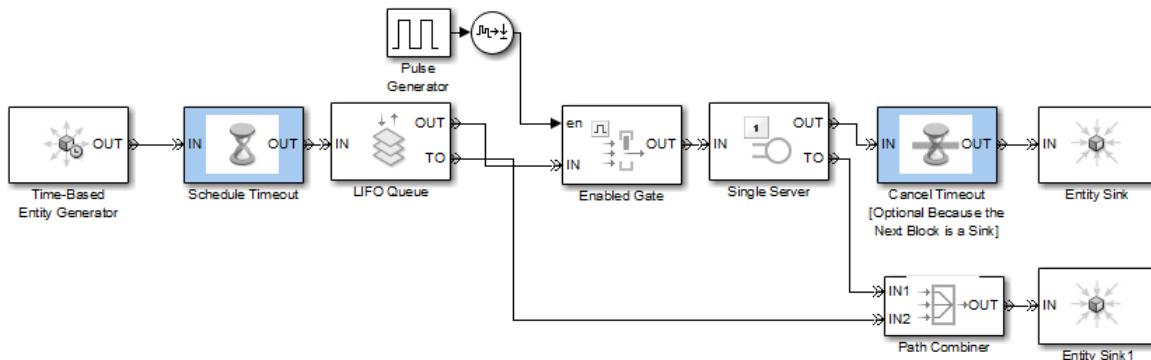 Pulse
Generator
OUT
Time-Based
Entity Generator
IN
OUT
Schedule Timeout
IN
OUT
TO
LIFO Queue
en
IN
OUT
Enabled Gate
1
IN
OUT
TO
Single Server
IN
OUT
Cancel Timeout
[Optional Because the
Next Block is a Sink]
IN
Entity Sink
IN1
IN2
OUT
Path Combiner
IN
Entity Sink1